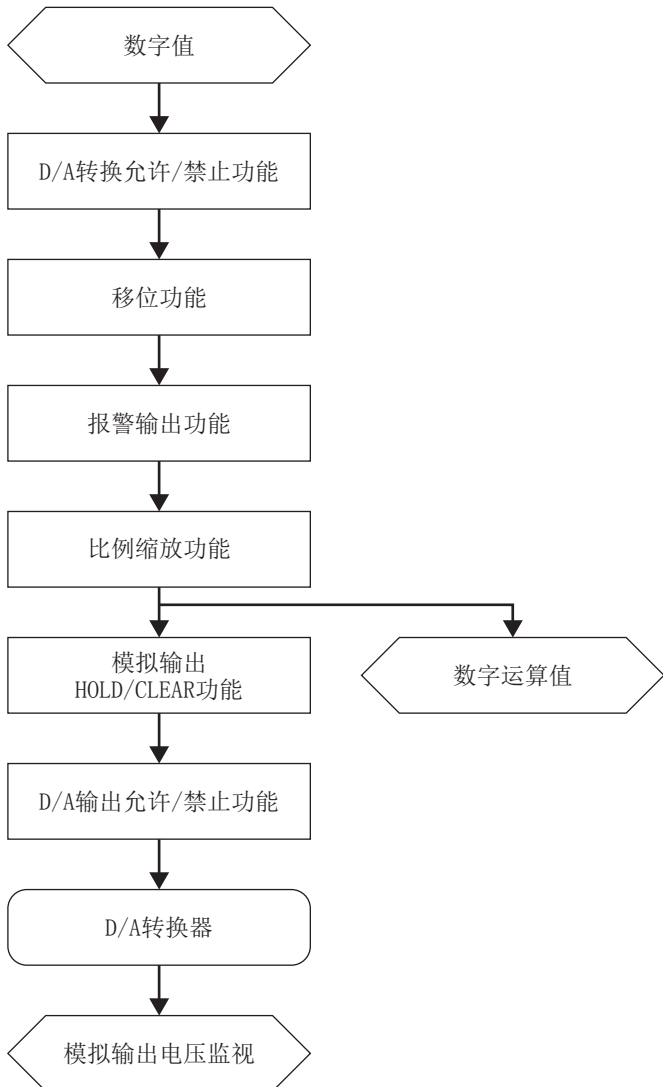 数字值
D/A转换允许/禁止功能
移位功能
报警输出功能
比例缩放功能
模拟输出
HOLD/CLEAR功能
数字运算值
D/A输出允许/禁止功能
D/A转换器
模拟输出电压监视